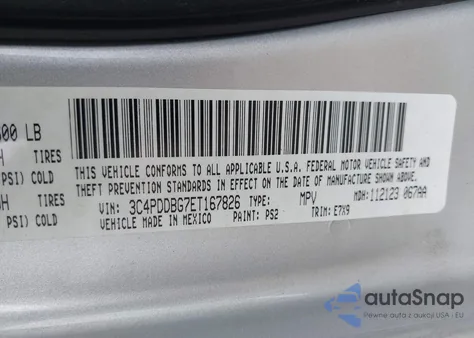 600 LB
TIRES
PSI) COLD
H TIRES
PSI) COLD
THIS VEHICLE CONFORMS TO ALL APPLICABLE U.S.A. FEDERAL MOTOR VEHICLE SAFETY AND
THEFT PREVENTION STANDARDS IN EFFECT ON THE DATE OF MANUFACTURE SHOWN ABOVE.
VIN: 3C4PDDBG7ET167826 TYPE: MPV MDH: 112123 067AA
VEHICLE MADE IN MEXICO PAINT: PS2 TRIM: E7X9
autoSnap
Pewne auta z aukcji USA i EU